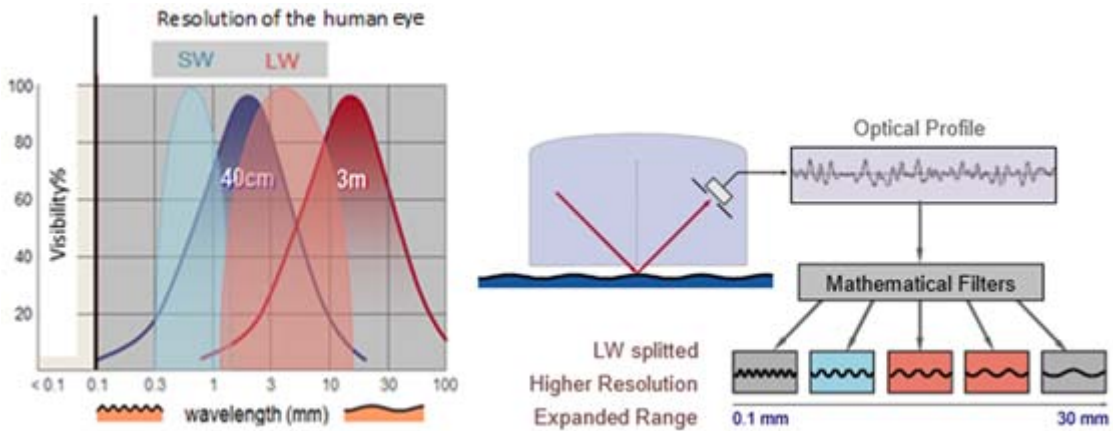 Resolution of the human eye
SW LW
100
80
60
40
20
Visibility%
40cm 3m
< 0.1 0.1 0.3 1 3 10 30 100
wavelength (mm)
Optical Profile
Mathematical Filters
LW splitted
Higher Resolution
Expanded Range
0.1 mm 30 mm